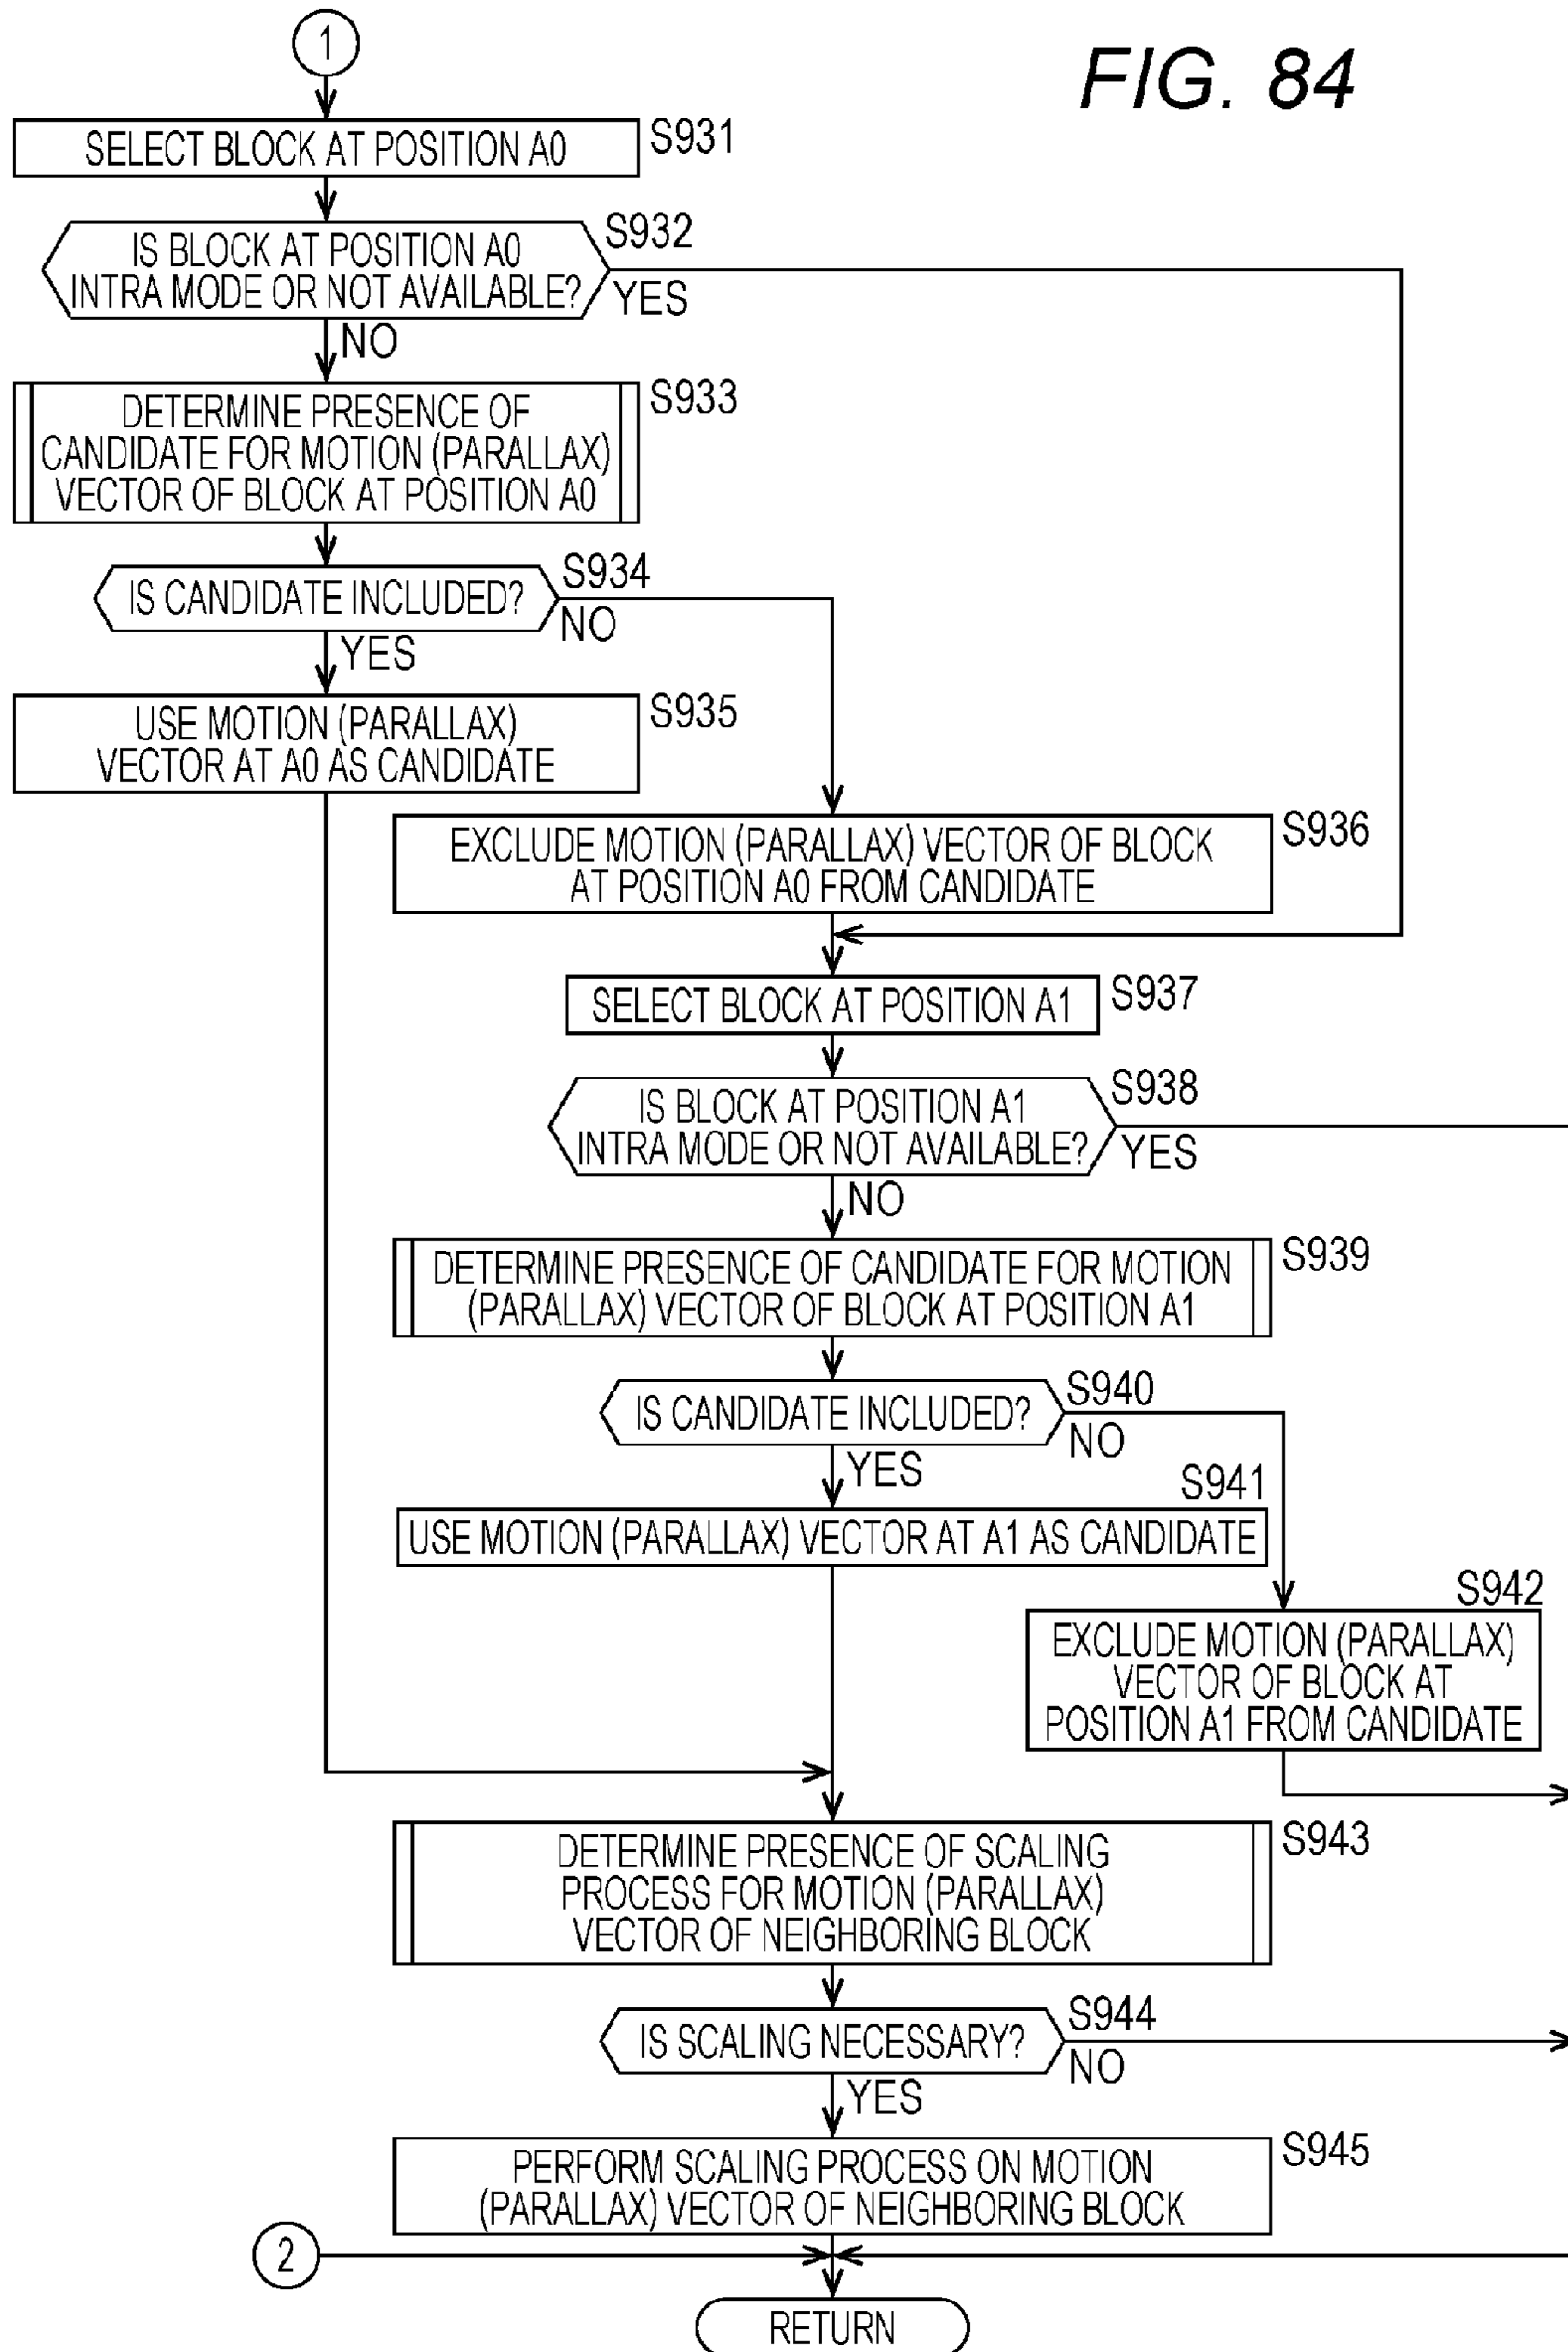 FIG. 84
1
SELECT BLOCK AT POSITION A0
S931
IS BLOCK AT POSITION A0
INTRA MODE OR NOT AVAILABLE?
S932
YES
NO
DETERMINE PRESENCE OF
CANDIDATE FOR MOTION (PARALLAX)
VECTOR OF BLOCK AT POSITION A0
S933
IS CANDIDATE INCLUDED?
S934
NO
YES
USE MOTION (PARALLAX)
VECTOR AT A0 AS CANDIDATE
S935
EXCLUDE MOTION (PARALLAX) VECTOR OF BLOCK
AT POSITION A0 FROM CANDIDATE
S936
SELECT BLOCK AT POSITION A1
S937
IS BLOCK AT POSITION A1
INTRA MODE OR NOT AVAILABLE?
S938
YES
NO
DETERMINE PRESENCE OF CANDIDATE FOR MOTION
(PARALLAX) VECTOR OF BLOCK AT POSITION A1
S939
IS CANDIDATE INCLUDED?
S940
NO
YES
S941
USE MOTION (PARALLAX) VECTOR AT A1 AS CANDIDATE
S942
EXCLUDE MOTION (PARALLAX)
VECTOR OF BLOCK AT
POSITION A1 FROM CANDIDATE
DETERMINE PRESENCE OF SCALING
PROCESS FOR MOTION (PARALLAX)
VECTOR OF NEIGHBORING BLOCK
S943
IS SCALING NECESSARY?
S944
NO
YES
PERFORM SCALING PROCESS ON MOTION
(PARALLAX) VECTOR OF NEIGHBORING BLOCK
S945
2
RETURN